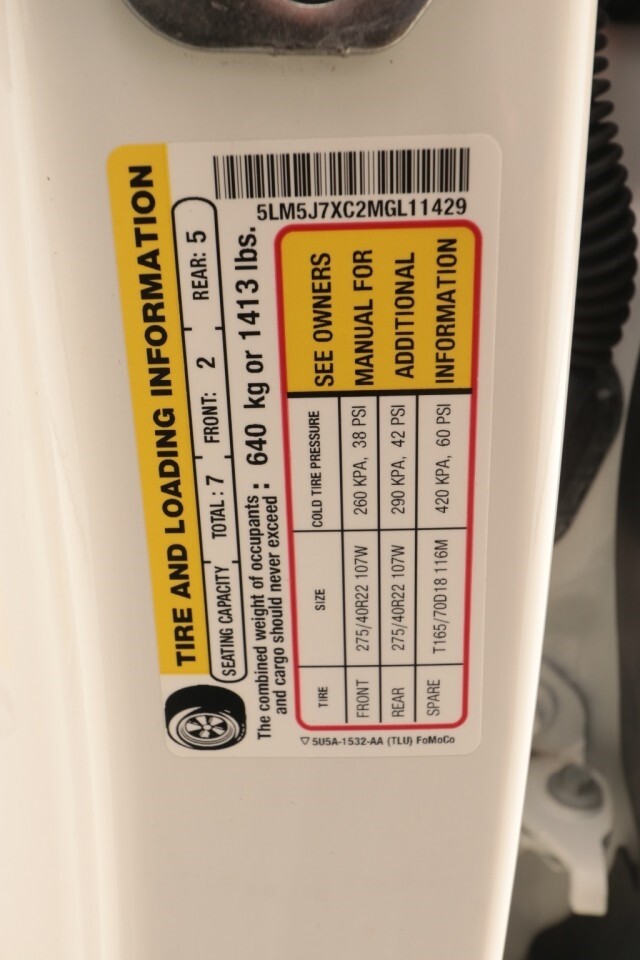 TIRE AND LOADING INFORMATION
SEATING CAPACITY TOTAL : 7 FRONT: 2 REAR: 5
The combined weight of occupants
and cargo should never exceed : 640 kg or 1413 lbs.
5LM5J7XC2MGL11429
TIRE SIZE COLD TIRE PRESSURE
FRONT 275/40R22 107W 260 KPA, 38 PSI
REAR 275/40R22 107W 290 KPA, 42 PSI
SPARE T165/70D18 116M 420 KPA, 60 PSI
SEE OWNERS
MANUAL FOR
ADDITIONAL
INFORMATION
5U5A-1532-AA (TLU) FoMoCo